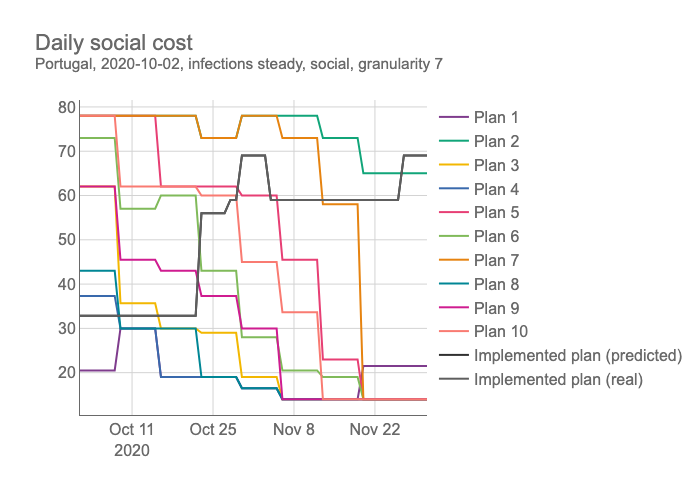 Daily social cost
Portugal, 2020-10-02, infections steady, social, granularity 7
80
70
60
50
40
30
20
Oct 11
2020
Oct 25
Nov 8
Nov 22
Plan 1
Plan 2
Plan 3
Plan 4
Plan 5
Plan 6
Plan 7
Plan 8
Plan 9
Plan 10
Implemented plan (predicted)
Implemented plan (real)